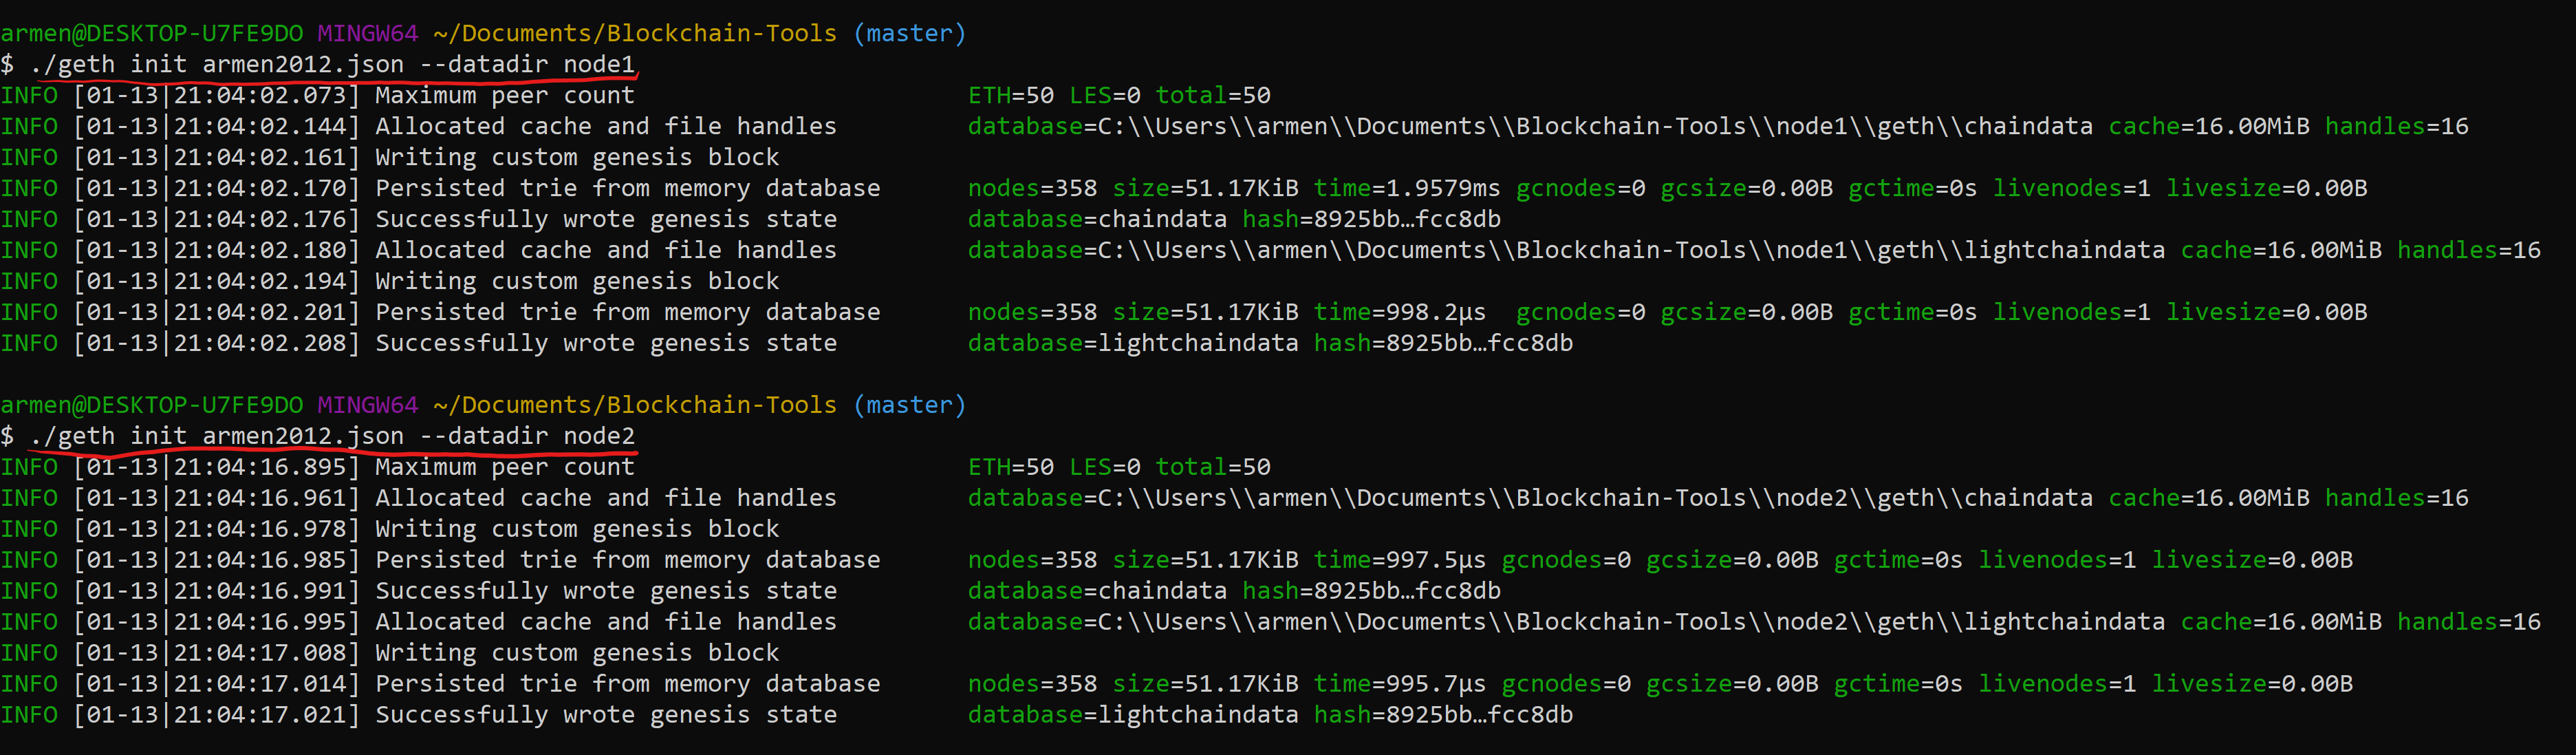 armen@DESKTOP-U7FE9DO MINGW64 ~/Documents/Blockchain-Tools (master)
$ ./geth init armen2012.json --datadir node1
INFO [01-13|21:04:02.073] Maximum peer count                       ETH=50 LES=0 total=50
INFO [01-13|21:04:02.144] Allocated cache and file handles         database=C:\\Users\\armen\\Documents\\Blockchain-Tools\\node1\\geth\\chaindata cache=16.00MiB handles=16
INFO [01-13|21:04:02.161] Writing custom genesis block
INFO [01-13|21:04:02.170] Persisted trie from memory database      nodes=358 size=51.17KiB time=1.9579ms gcnodes=0 gcsize=0.00B gctime=0s livenodes=1 livesize=0.00B
INFO [01-13|21:04:02.176] Successfully wrote genesis state         database=chaindata hash=8925bb…fcc8db
INFO [01-13|21:04:02.180] Allocated cache and file handles         database=C:\\Users\\armen\\Documents\\Blockchain-Tools\\node1\\geth\\lightchaindata cache=16.00MiB handles=16
INFO [01-13|21:04:02.194] Writing custom genesis block
INFO [01-13|21:04:02.201] Persisted trie from memory database      nodes=358 size=51.17KiB time=998.2µs  gcnodes=0 gcsize=0.00B gctime=0s livenodes=1 livesize=0.00B
INFO [01-13|21:04:02.208] Successfully wrote genesis state         database=lightchaindata hash=8925bb…fcc8db
armen@DESKTOP-U7FE9DO MINGW64 ~/Documents/Blockchain-Tools (master)
$ ./geth init armen2012.json --datadir node2
INFO [01-13|21:04:16.895] Maximum peer count                       ETH=50 LES=0 total=50
INFO [01-13|21:04:16.961] Allocated cache and file handles         database=C:\\Users\\armen\\Documents\\Blockchain-Tools\\node2\\geth\\chaindata cache=16.00MiB handles=16
INFO [01-13|21:04:16.978] Writing custom genesis block
INFO [01-13|21:04:16.985] Persisted trie from memory database      nodes=358 size=51.17KiB time=997.5µs gcnodes=0 gcsize=0.00B gctime=0s livenodes=1 livesize=0.00B
INFO [01-13|21:04:16.991] Successfully wrote genesis state         database=chaindata hash=8925bb…fcc8db
INFO [01-13|21:04:16.995] Allocated cache and file handles         database=C:\\Users\\armen\\Documents\\Blockchain-Tools\\node2\\geth\\lightchaindata cache=16.00MiB handles=16
INFO [01-13|21:04:17.008] Writing custom genesis block
INFO [01-13|21:04:17.014] Persisted trie from memory database      nodes=358 size=51.17KiB time=995.7µs gcnodes=0 gcsize=0.00B gctime=0s livenodes=1 livesize=0.00B
INFO [01-13|21:04:17.021] Successfully wrote genesis state         database=lightchaindata hash=8925bb…fcc8db